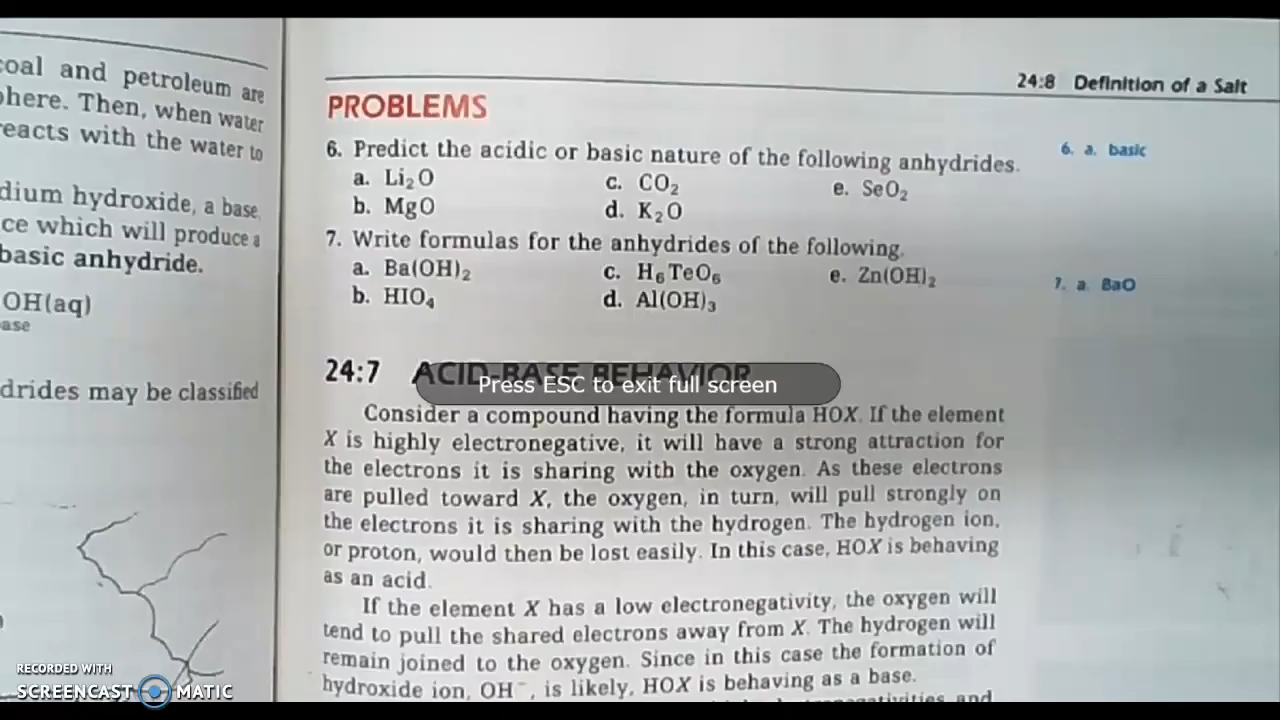 coal and petroleum are
phere. Then, when water
reacts with the water to
dium hydroxide, a base,
ce which will produce a
basic anhydride.
OH(aq)
ase
drides may be classified
24:8 Definition of a Salt
PROBLEMS
6. Predict the acidic or basic nature of the following anhydrides.
a. Li₂O c. CO₂ e. SeO₂
b. MgO d. K₂O
6. a. basic
7. Write formulas for the anhydrides of the following.
a. Ba(OH)₂ c. H₆TeO₆ e. Zn(OH)₂
b. HIO₄ d. Al(OH)₃
7. a. BaO
24:7 ACID-BASE BEHAVIOR
Press ESC to exit full screen
Consider a compound having the formula HOX. If the element
X is highly electronegative, it will have a strong attraction for
the electrons it is sharing with the oxygen. As these electrons
are pulled toward X, the oxygen, in turn, will pull strongly on
the electrons it is sharing with the hydrogen. The hydrogen ion,
or proton, would then be lost easily. In this case, HOX is behaving
as an acid.
If the element X has a low electronegativity, the oxygen will
tend to pull the shared electrons away from X. The hydrogen will
remain joined to the oxygen. Since in this case the formation of
hydroxide ion, OH⁻, is likely, HOX is behaving as a base.
and
RECORDED WITH
SCREENCAST MATIC